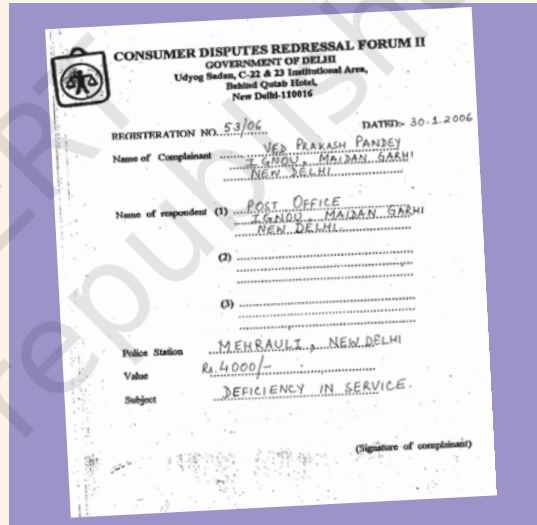 CONSUMER DISPUTES REDRESSAL FORUM II
GOVERNMENT OF DELHI
Udyog Sadan, C-22 & 23 Institutional Area,
Behind Qutab Hotel,
New Delhi-110016
REGISTERATION NO. 53/06 DATED:- 30.1.2006
Name of Complainant VED PRAKASH PANDEY
IGNOU, MAIDAN GARHI
NEW DELHI
Name of respondent (1) POST OFFICE
IGNOU, MAIDAN GARHI
NEW DELHI
(2)
(3)
Police Station MEHRAULI, NEW DELHI
Value Rs. 4000/-
Subject DEFICIENCY IN SERVICE.
(Signature of complainant)
republish